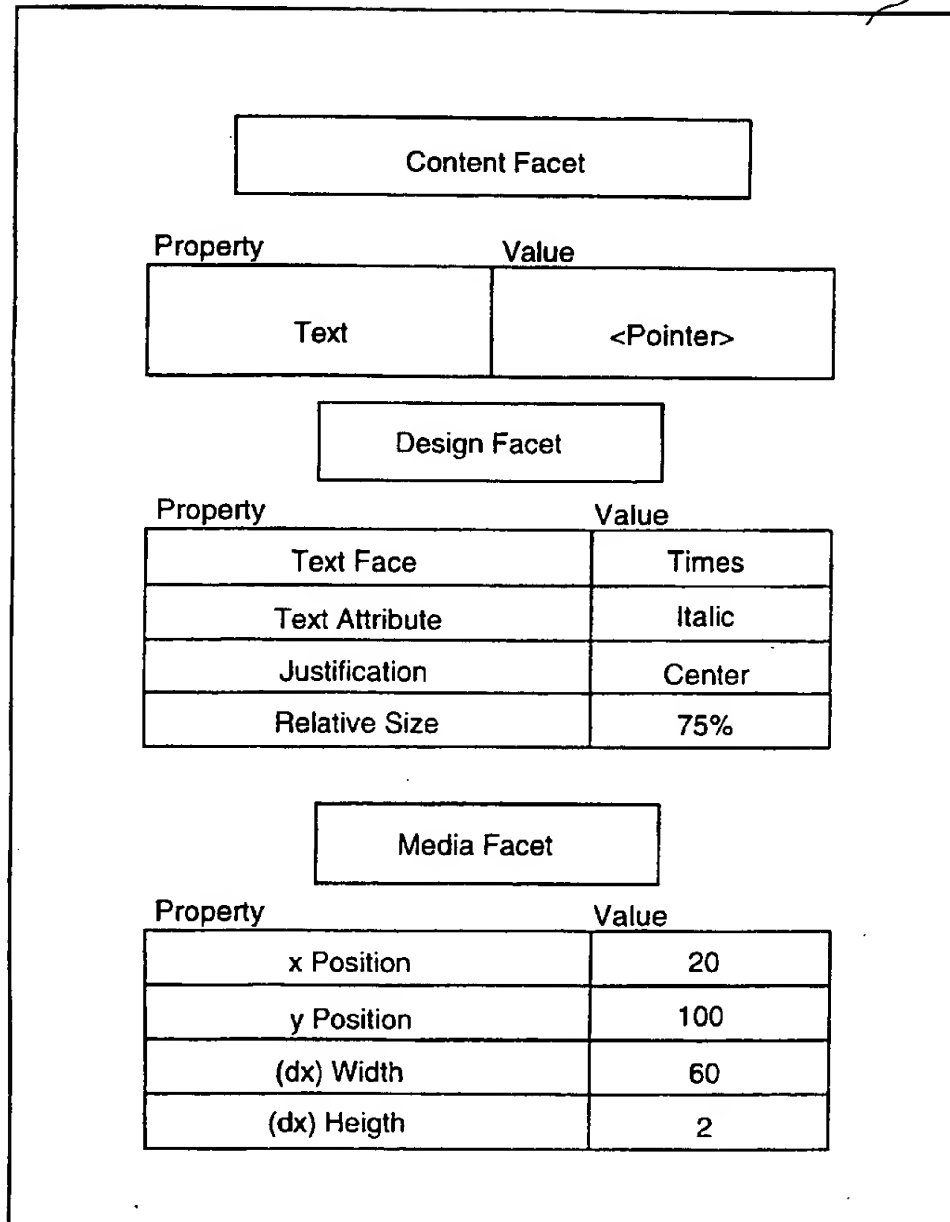 Content Facet
Property Value
Text <Pointer>
Design Facet
Property Value
Text Face Times
Text Attribute Italic
Justification Center
Relative Size 75%
Media Facet
Property Value
x Position 20
y Position 100
(dx) Width 60
(dx) Heigth 2